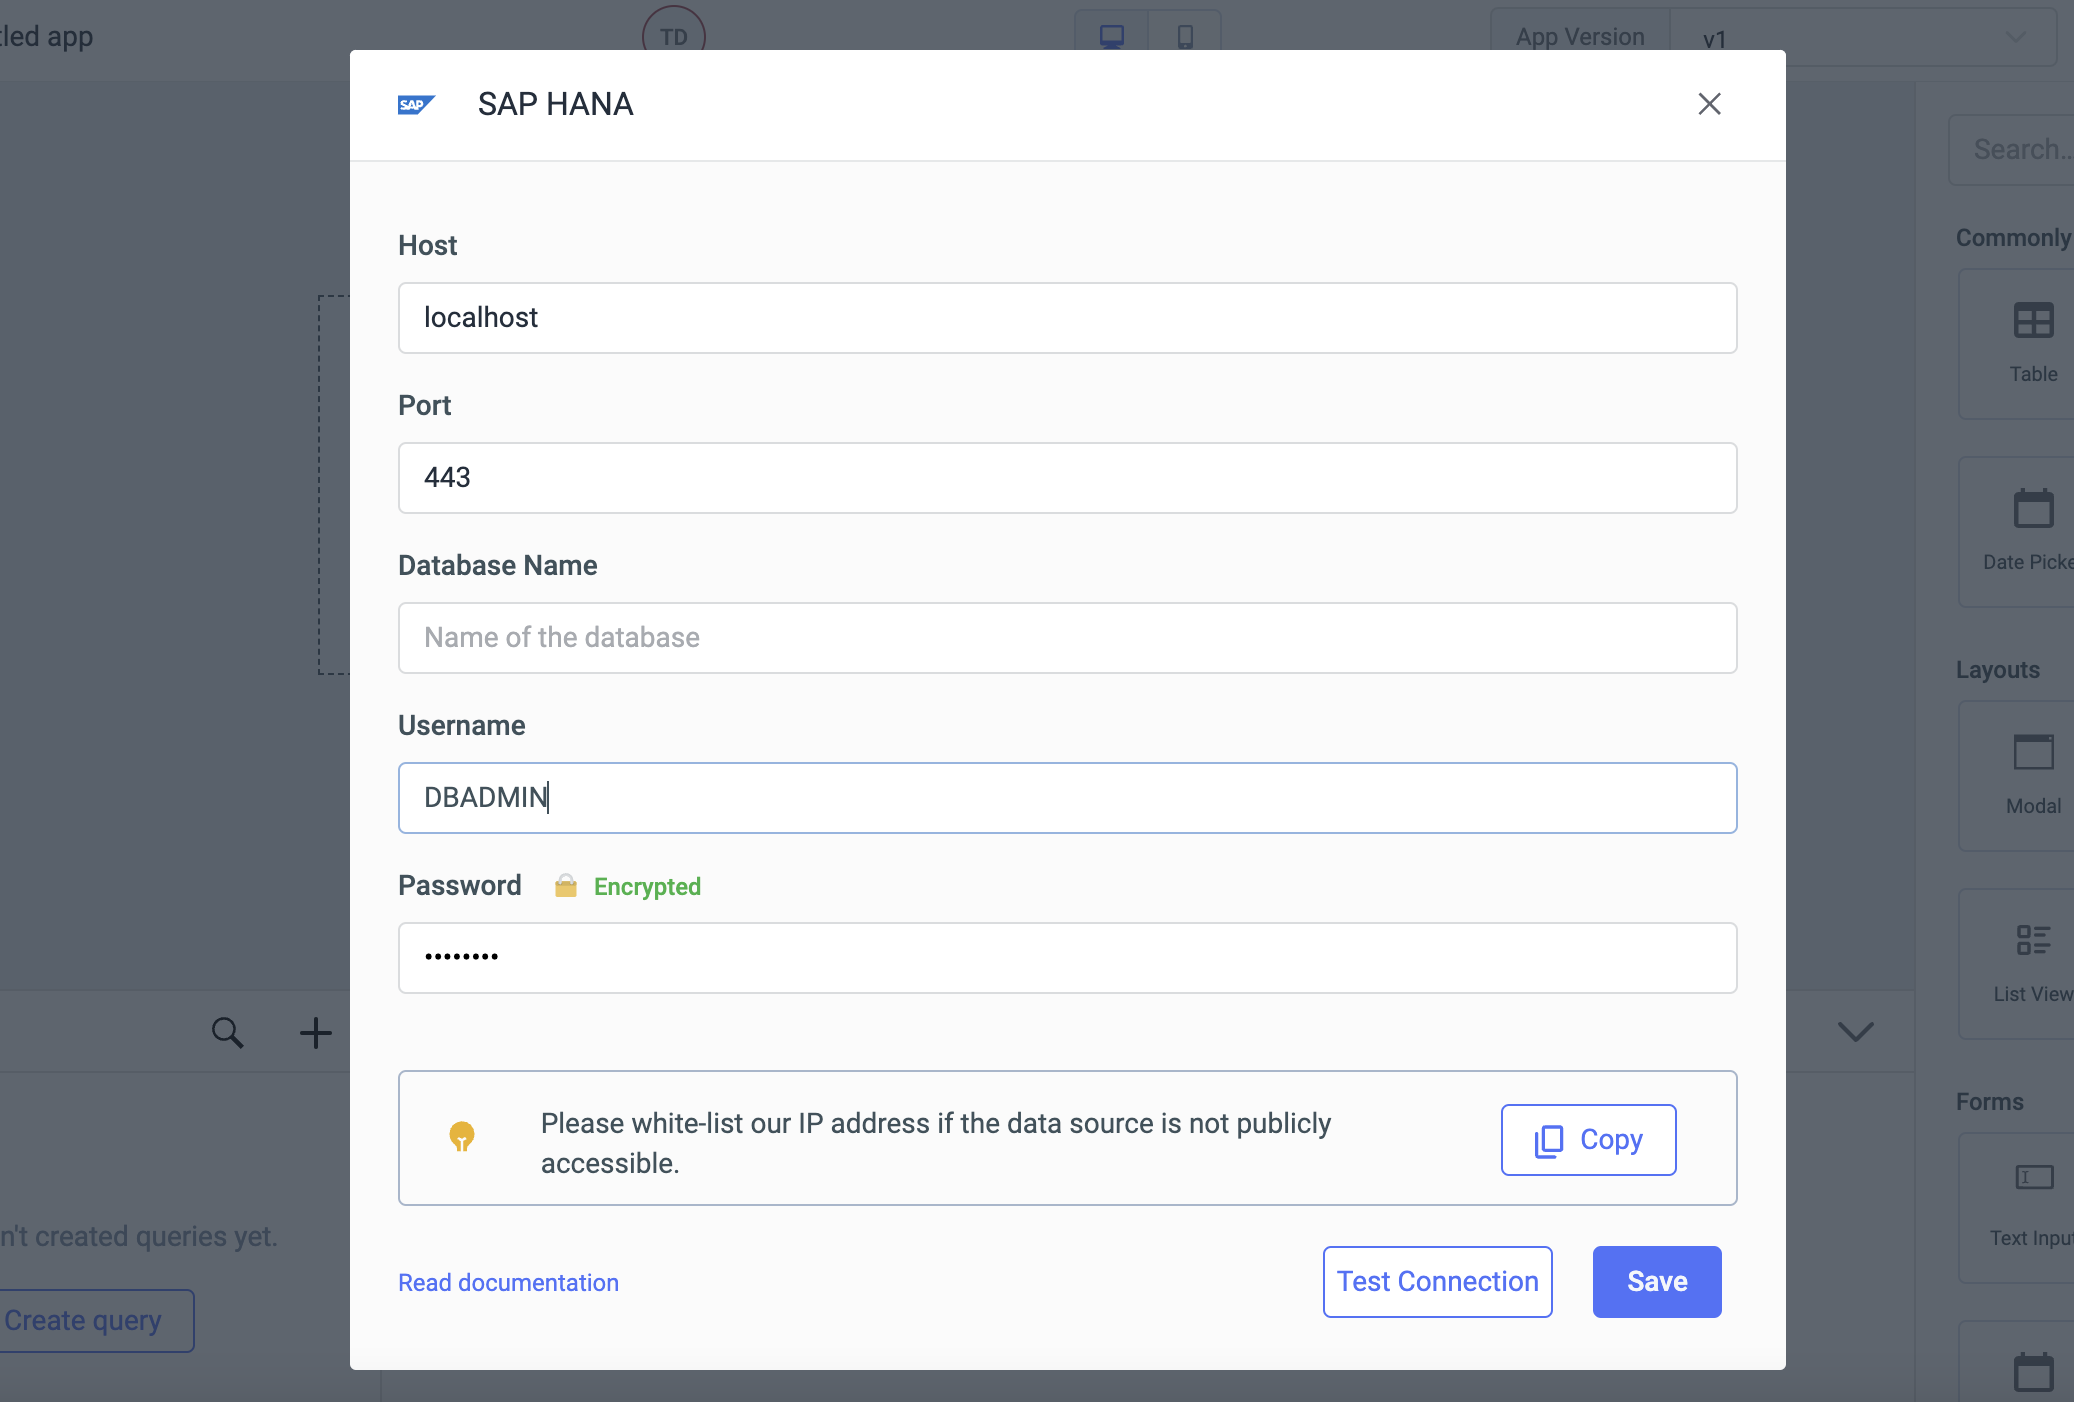 tled app
TD
App Version
v1
SAP
SAP HANA
Search...
Host
localhost
Commonly
Table
Port
443
Date Picke
Database Name
Name of the database
Layouts
Username
DBADMIN
Modal
Password
Encrypted
••••••••
List View
Please white-list our IP address if the data source is not publicly
accessible.
Copy
Forms
Text Input
n't created queries yet.
Read documentation
Test Connection
Save
Create query